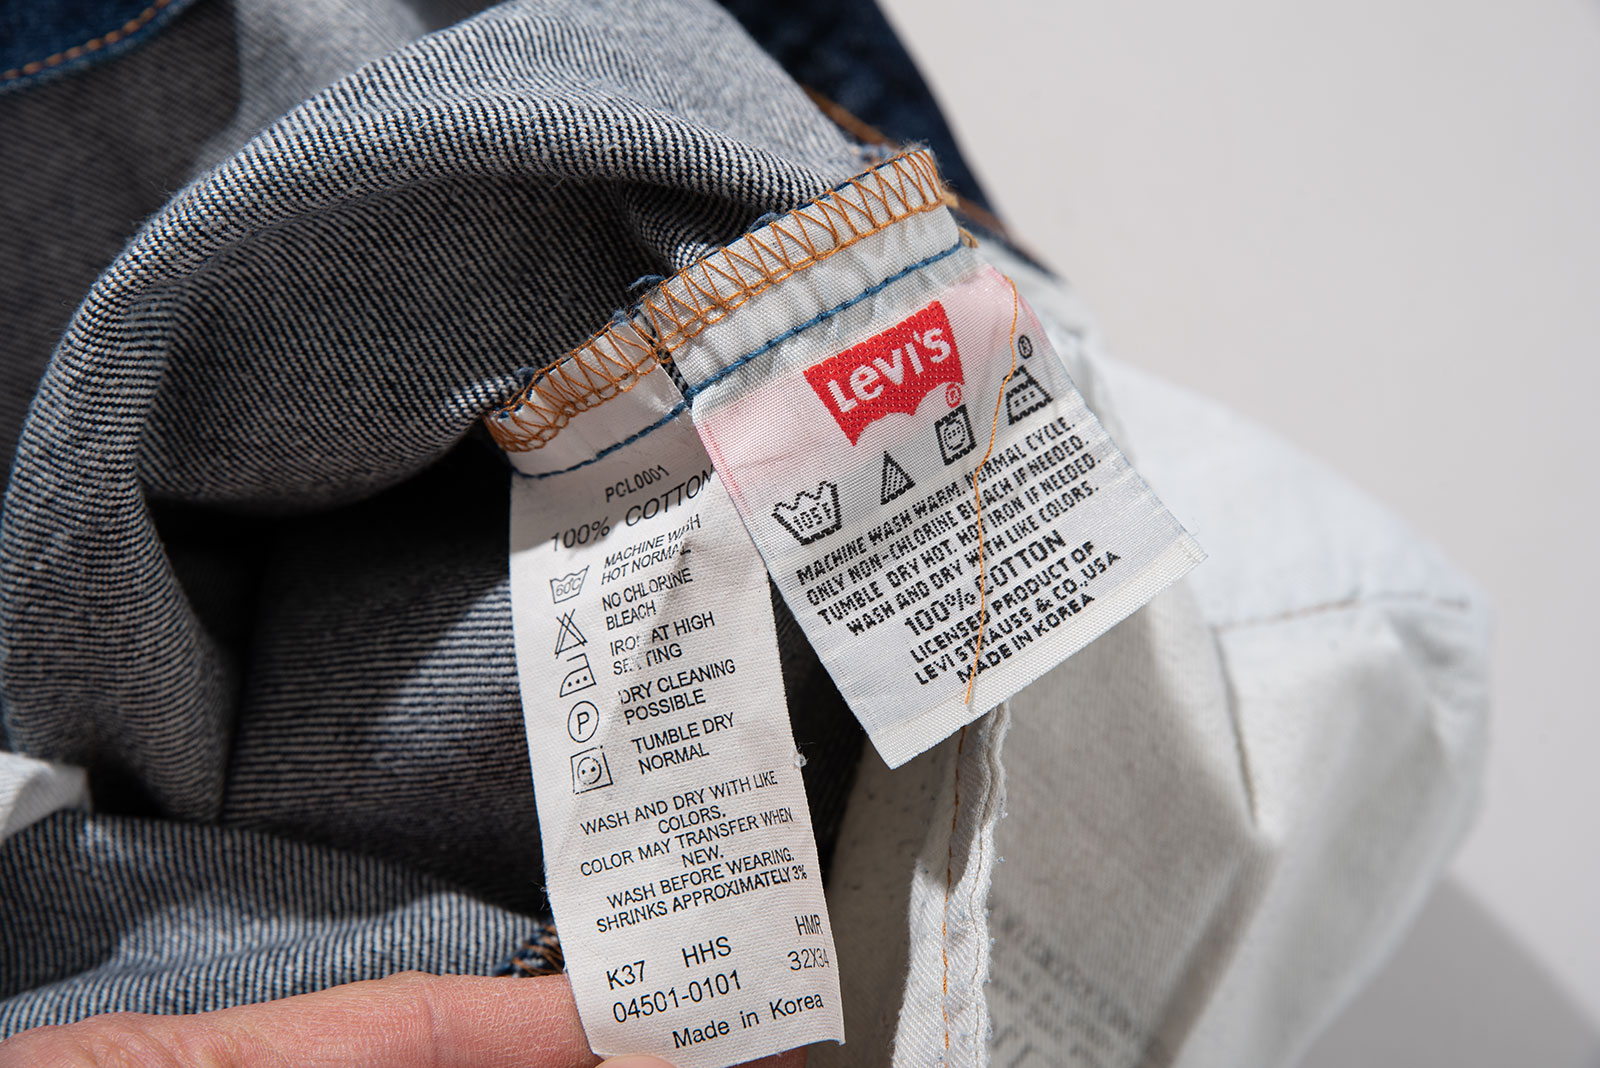 PCL0001
100% COTTON
60C
MACHINE WASH
HOT NORMAL
NO CHLORINE
BLEACH
IRON AT HIGH
SETTING
P
DRY CLEANING
POSSIBLE
TUMBLE DRY
NORMAL
WASH AND DRY WITH LIKE
COLORS.
COLOR MAY TRANSFER WHEN
NEW.
WASH BEFORE WEARING.
SHRINKS APPROXIMATELY 3%
K37 HHS HMR
04501-0101 32X34
Made in Korea
Levi's
®
®
105F
MACHINE WASH WARM, NORMAL CYCLE.
ONLY NON-CHLORINE BLEACH IF NEEDED.
TUMBLE DRY HOT. HOT IRON IF NEEDED.
WASH AND DRY WITH LIKE COLORS.
100% COTTON
LICENSED PRODUCT OF
LEVI STRAUSS & CO., USA
MADE IN KOREA